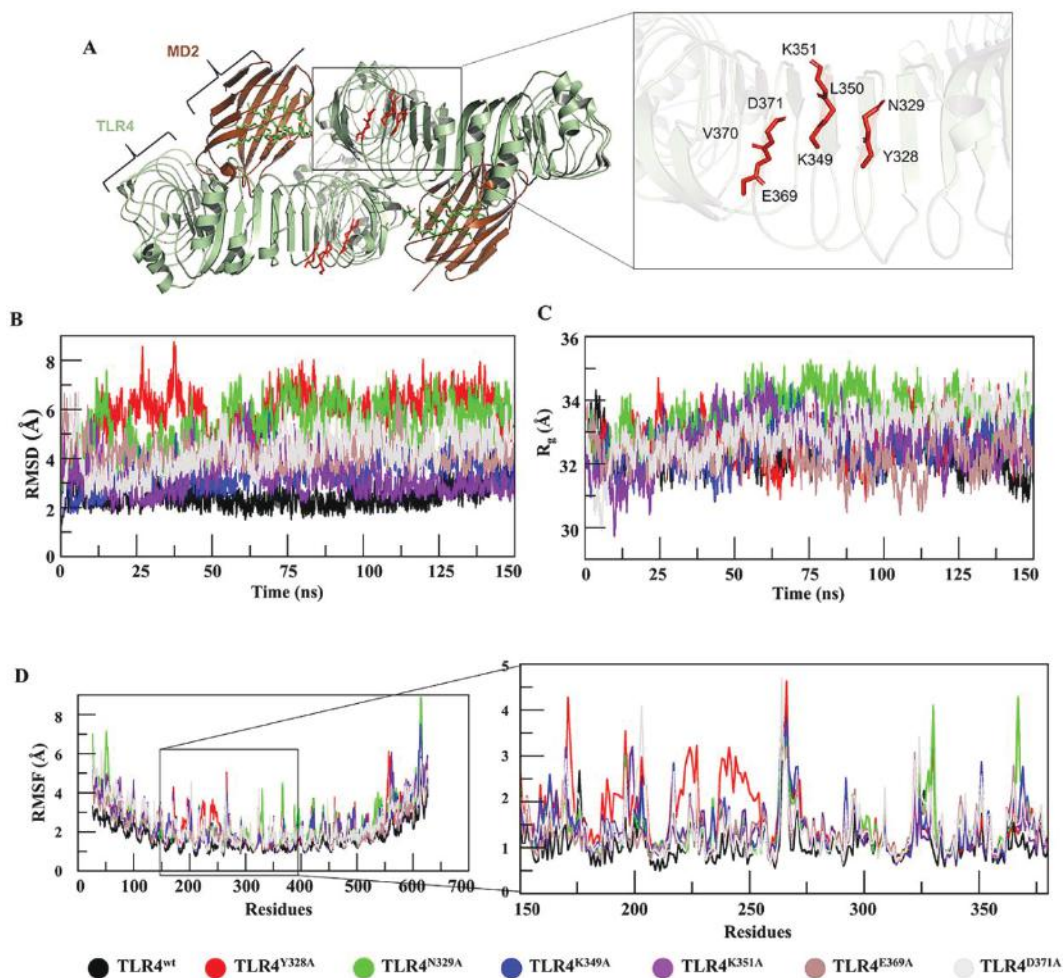 A
MD2
TLR4
K351
L350
D371
N329
V370
K349
Y328
E369
B
RMSD (Å)
8
6
4
2
0
0 25 50 75 100 125 150
Time (ns)
C
Rg (Å)
36
34
32
30
0 25 50 75 100 125 150
Time (ns)
D
RMSF (Å)
8
6
4
2
0
0 100 200 300 400 500 600 700
Residues
5
4
3
2
1
0
150 200 250 300 350
Residues
TLR4wt TLR4Y328A TLR4N329A TLR4K349A TLR4K351A TLR4E369A TLR4D371A